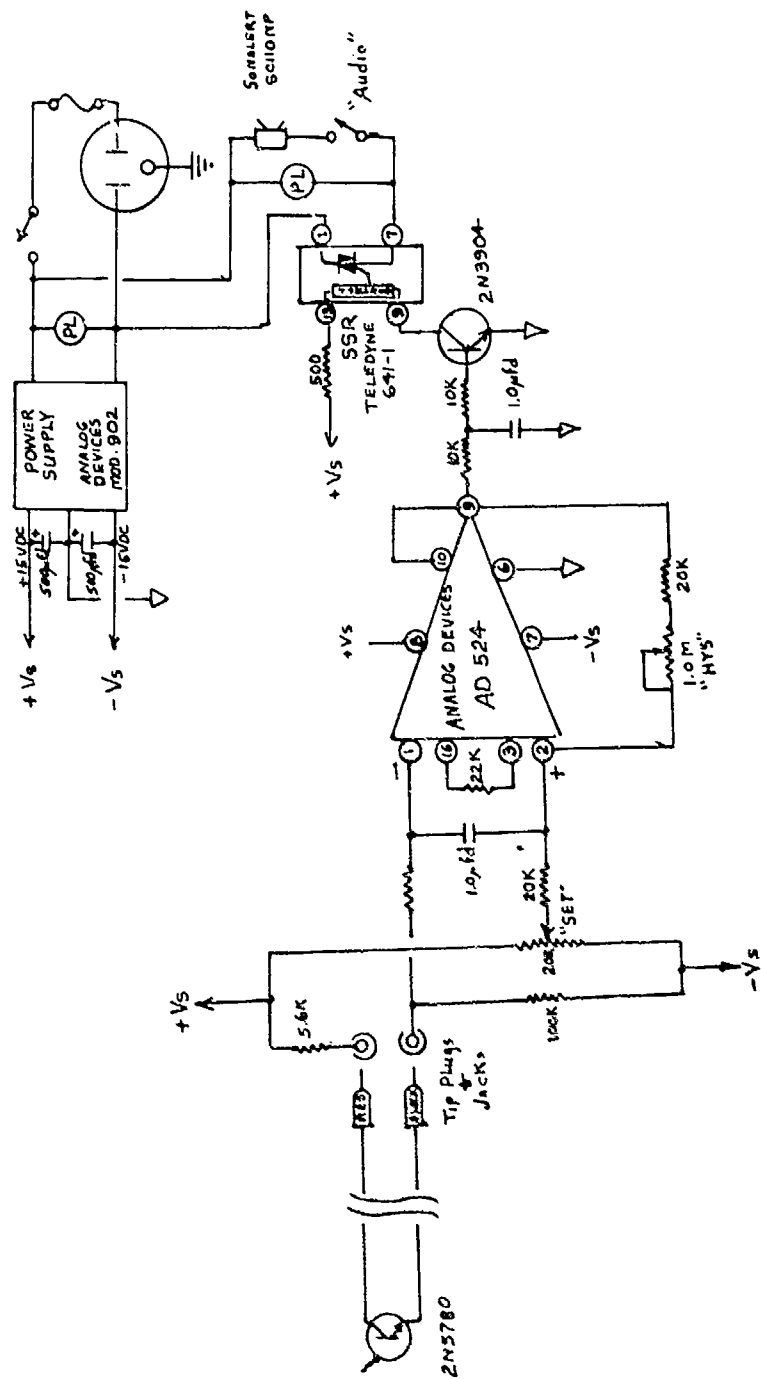 SONALERT
SC110NP
"Audio"
PL
PL
POWER
SUPPLY
ANALOG
DEVICES
MOD. 902
+15VDC
500µfd
500µfd
-15VDC
+Vs
-Vs
1
7
9
SSR
TELEDYNE
641-1
500
+Vs
2N3904
10K
10K
1.0µfd
9
10
6
8
7
ANALOG DEVICES
AD 524
+Vs
-Vs
20K
1.0M
"HYS"
1
16
3
2
-
+
22K
1.0µfd
20K
"SET"
20K
100K
+Vs
-Vs
5.6K
Tip Plugs
+
Jacks
RED
BLACK
2N5780